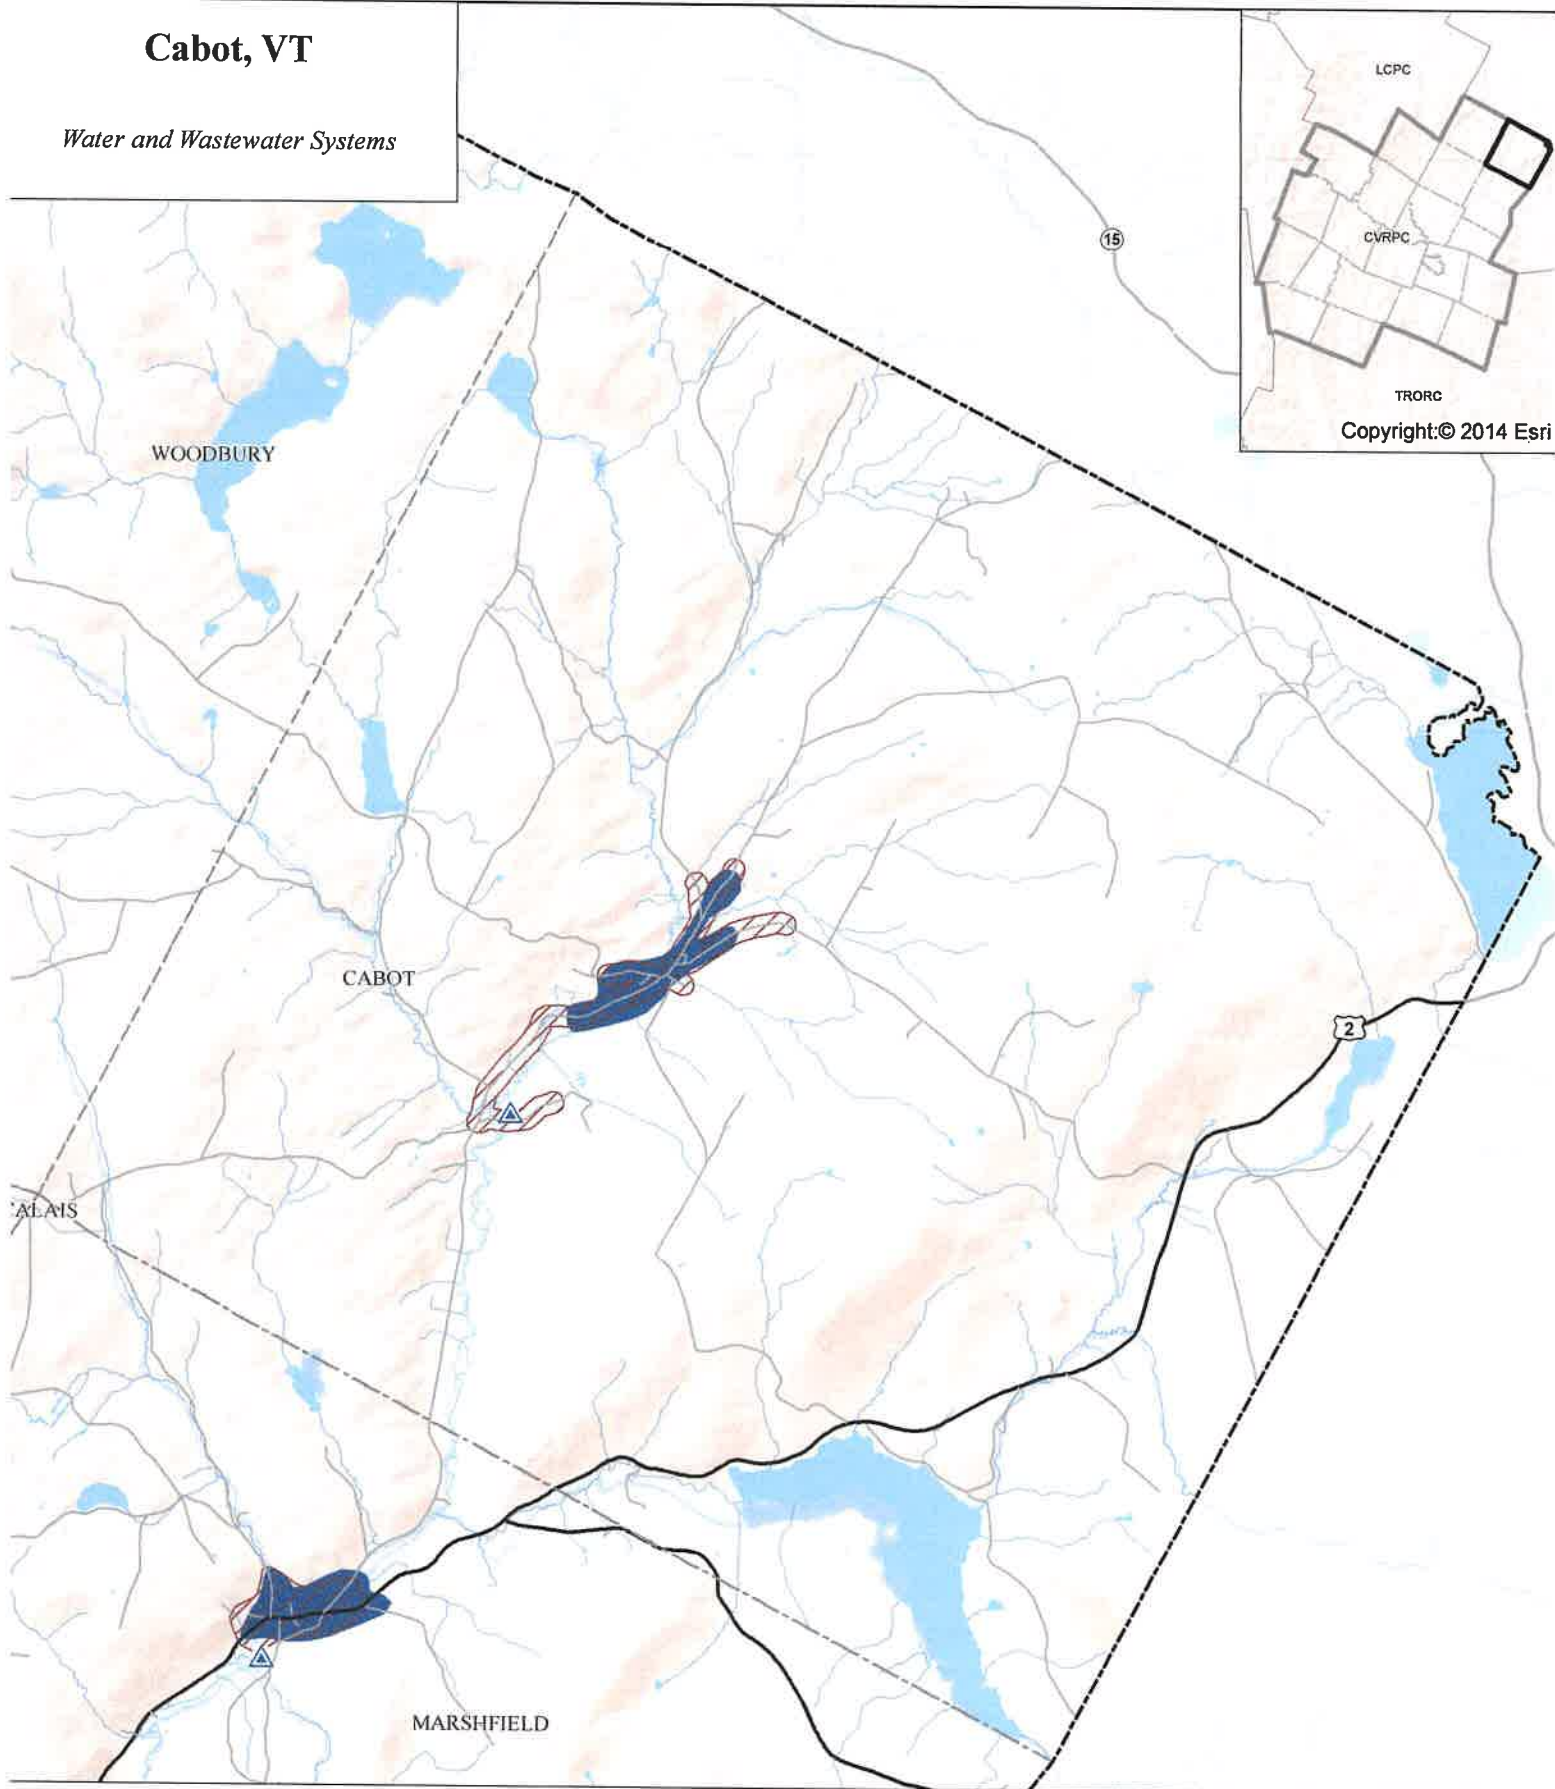 Cabot, VT
Water and Wastewater Systems
LCPC
CVRPC
TRORC
Copyright:© 2014 Esri
15
WOODBURY
CABOT
2
ALAIS
MARSHFIELD